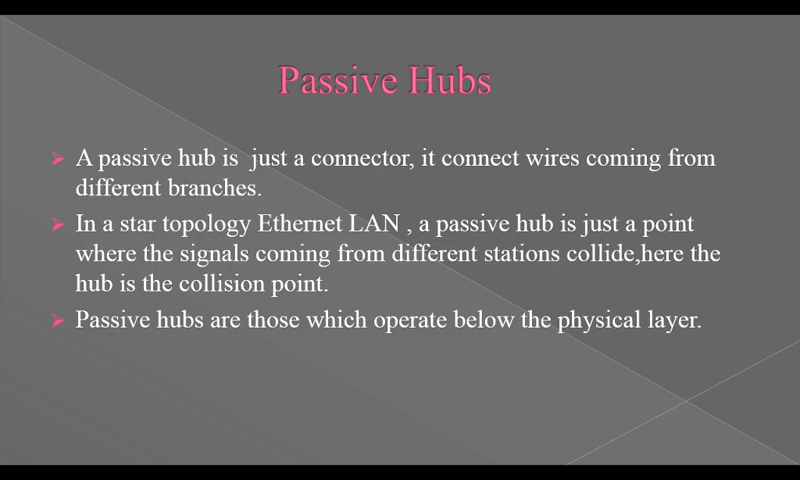 Passive Hubs
A passive hub is  just a connector, it connect wires coming from
different branches.
In a star topology Ethernet LAN , a passive hub is just a point
where the signals coming from different stations collide,here the
hub is the collision point.
Passive hubs are those which operate below the physical layer.